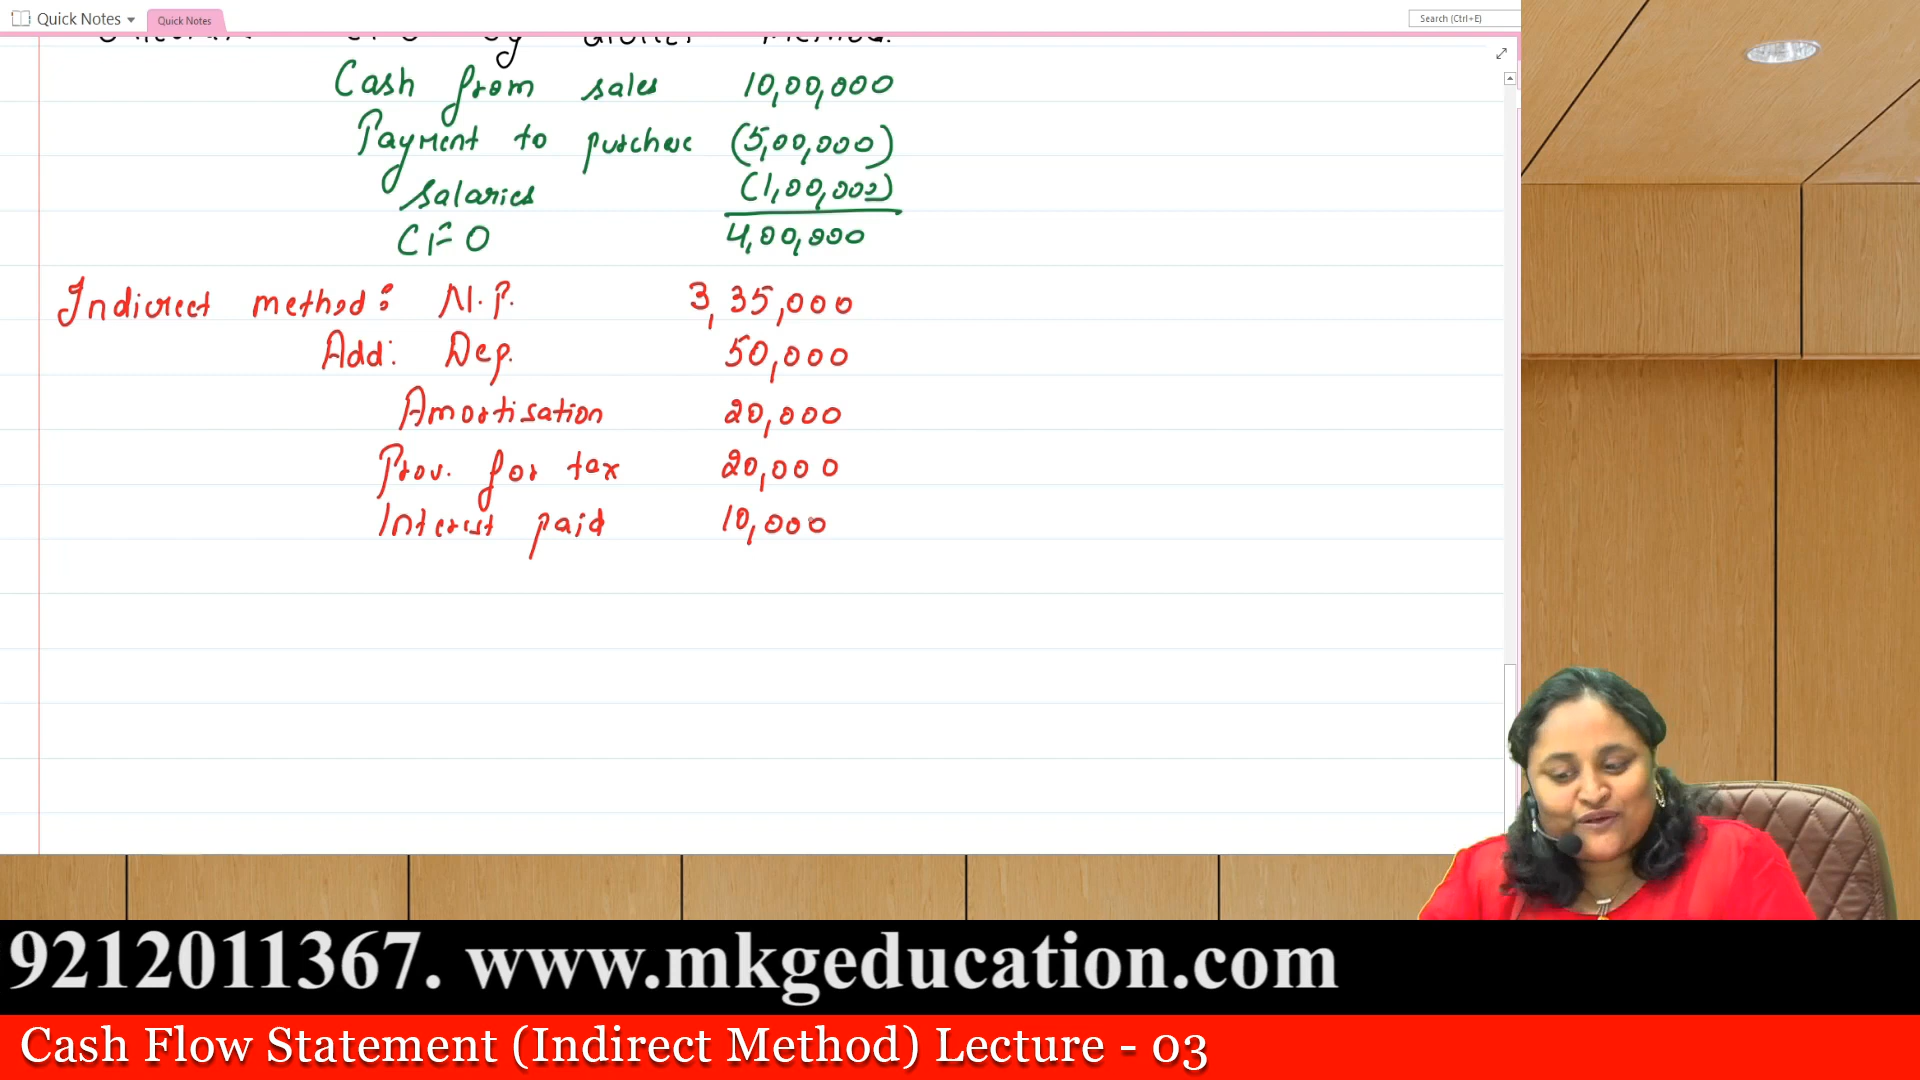 Quick Notes
Quick Notes
Search (Ctrl+E)
by direct method.
Cash from sales 10,00,000
Payment to purchase (5,00,000)
Salaries (1,00,000)
CFO 4,00,000
Indirect method: N.P. 3,35,000
Add: Dep. 50,000
Amortisation 20,000
Prov. for tax 20,000
Interest paid 10,000
9212011367. www.mkgeducation.com
Cash Flow Statement (Indirect Method) Lecture - 03